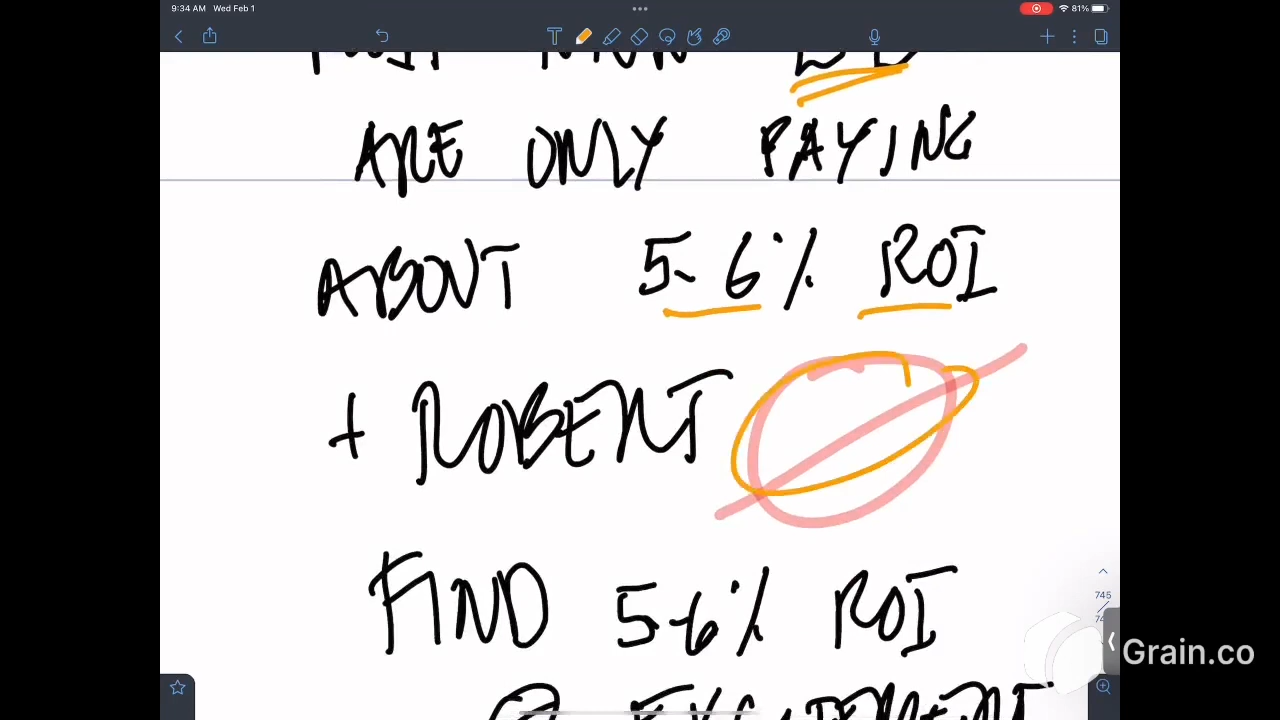 9:34 AM Wed Feb 1
81%
ARE ONLY PAYING
ABOUT 5-6% ROI
+ ROBERT
FIND 5-6% ROI
745
Grain.co